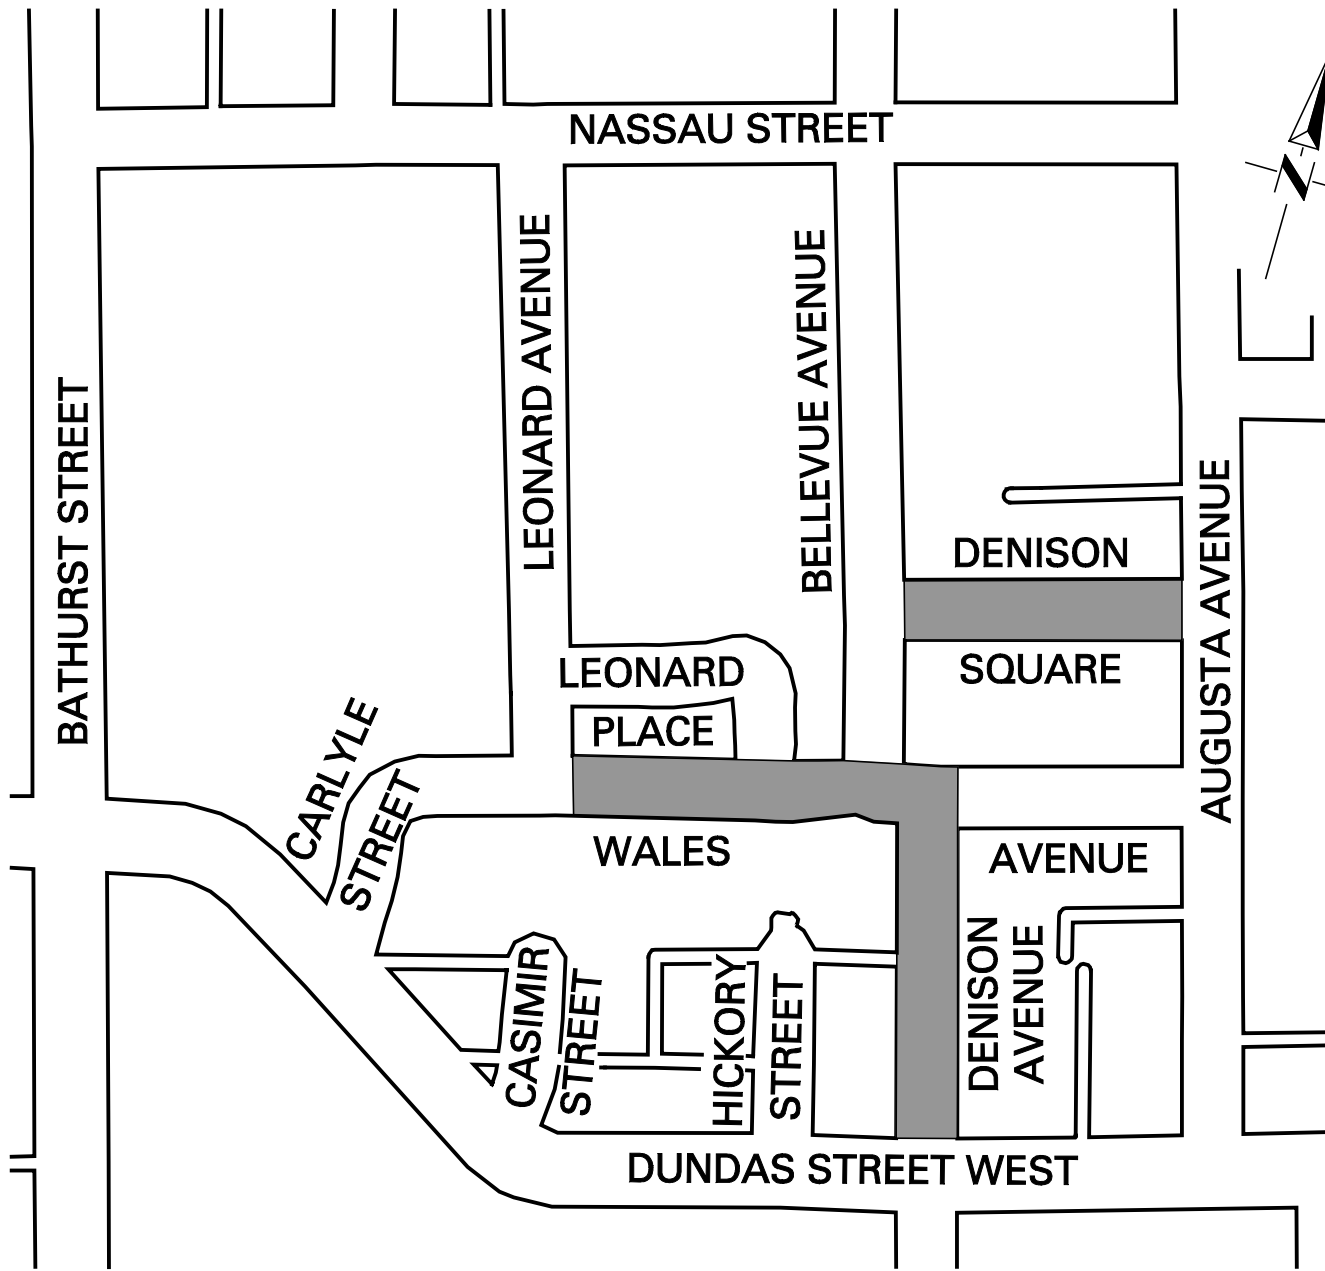 NASSAU STREET
LEONARD AVENUE
BELLEVUE AVENUE
BATHURST STREET
AUGUSTA AVENUE
DENISON
SQUARE
LEONARD
PLACE
CARLYLE
STREET
WALES
AVENUE
DENISON
AVENUE
CASIMIR
STREET
HICKORY
STREET
DUNDAS STREET WEST
N